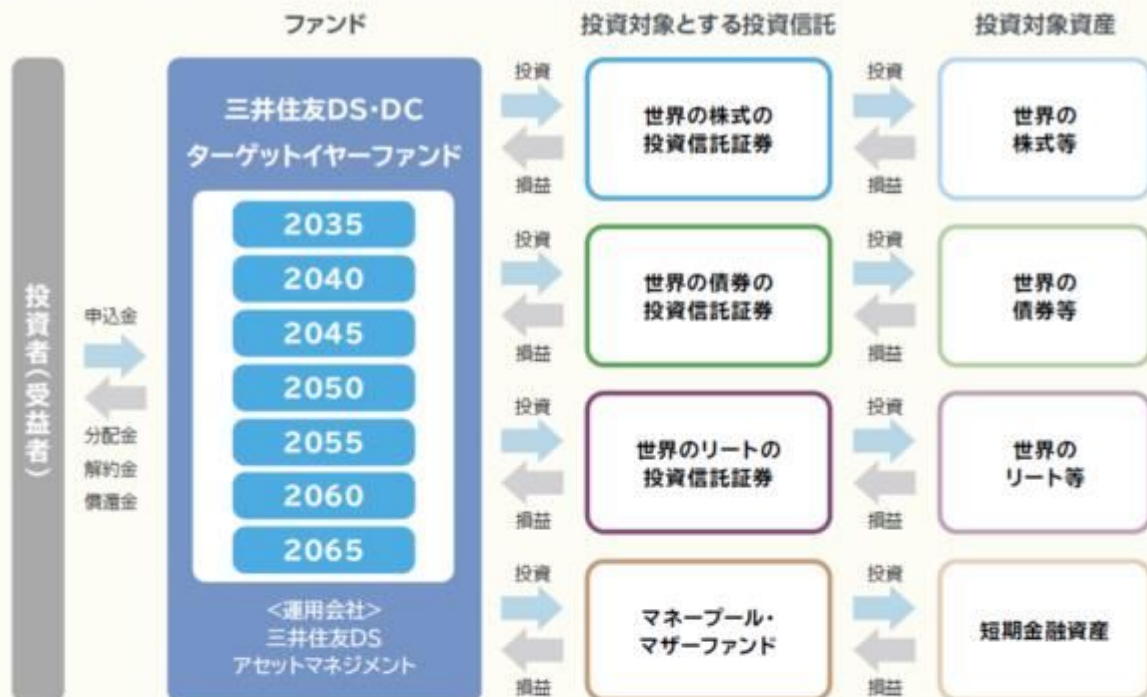 ファンド
投資対象とする投資信託
投資対象資産
投資者(受益者)
申込金
分配金
解約金
償還金
三井住友DS・DC
ターゲットイヤーファンド
2035
2040
2045
2050
2055
2060
2065
<運用会社>
三井住友DS
アセットマネジメント
投資
損益
世界の株式の
投資信託証券
投資
損益
世界の
株式等
投資
損益
世界の債券の
投資信託証券
投資
損益
世界の
債券等
投資
損益
世界のリートの
投資信託証券
投資
損益
世界の
リート等
投資
損益
マネープール・
マザーファンド
投資
損益
短期金融資産